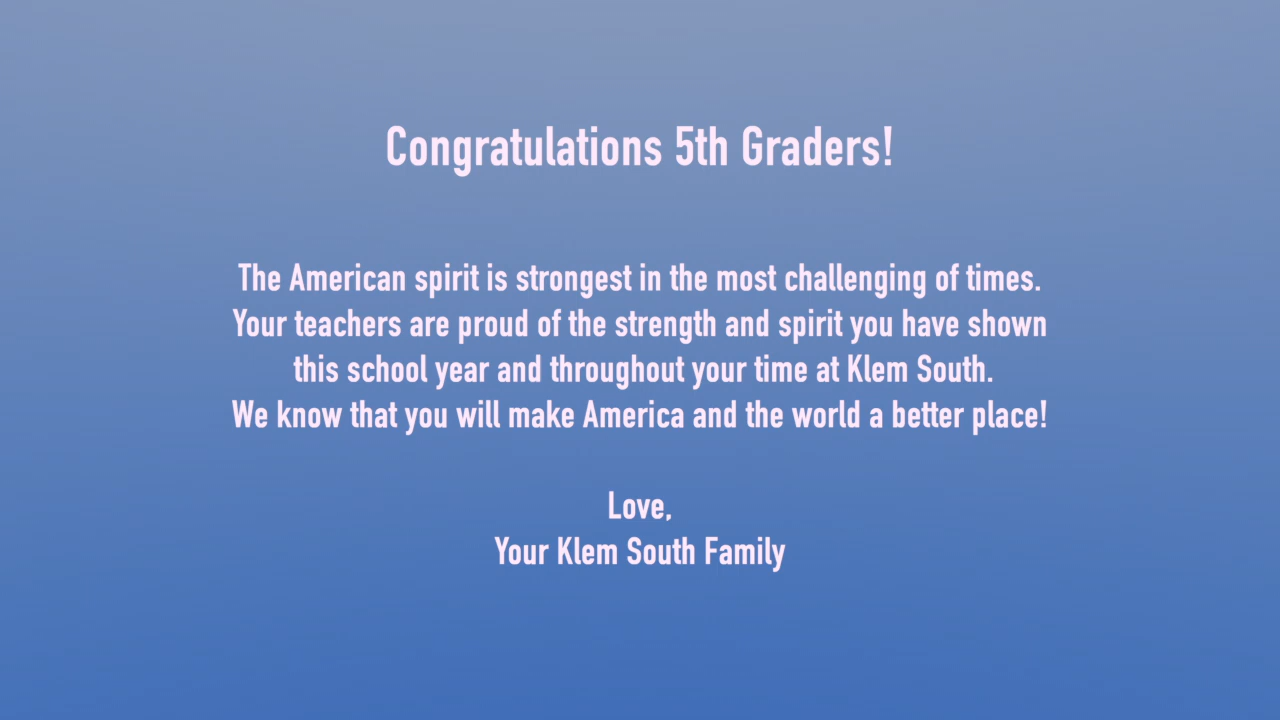 Congratulations 5th Graders!
The American spirit is strongest in the most challenging of times.
Your teachers are proud of the strength and spirit you have shown
this school year and throughout your time at Klem South.
We know that you will make America and the world a better place!
Love,
Your Klem South Family